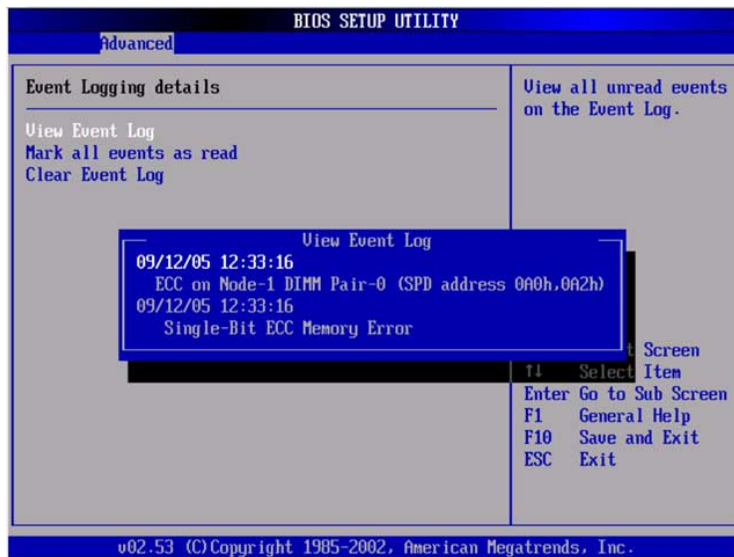 BIOS SETUP UTILITY
Advanced
Event Logging details
View Event Log
Mark all events as read
Clear Event Log
View all unread events
on the Event Log.
View Event Log
09/12/05 12:33:16
ECC on Node-1 DIMM Pair-0 (SPD address 0A0h,0A2h)
09/12/05 12:33:16
Single-Bit ECC Memory Error
t Screen
↑↓ Select Item
Enter Go to Sub Screen
F1 General Help
F10 Save and Exit
ESC Exit
v02.53 (C)Copyright 1985-2002, American Megatrends, Inc.